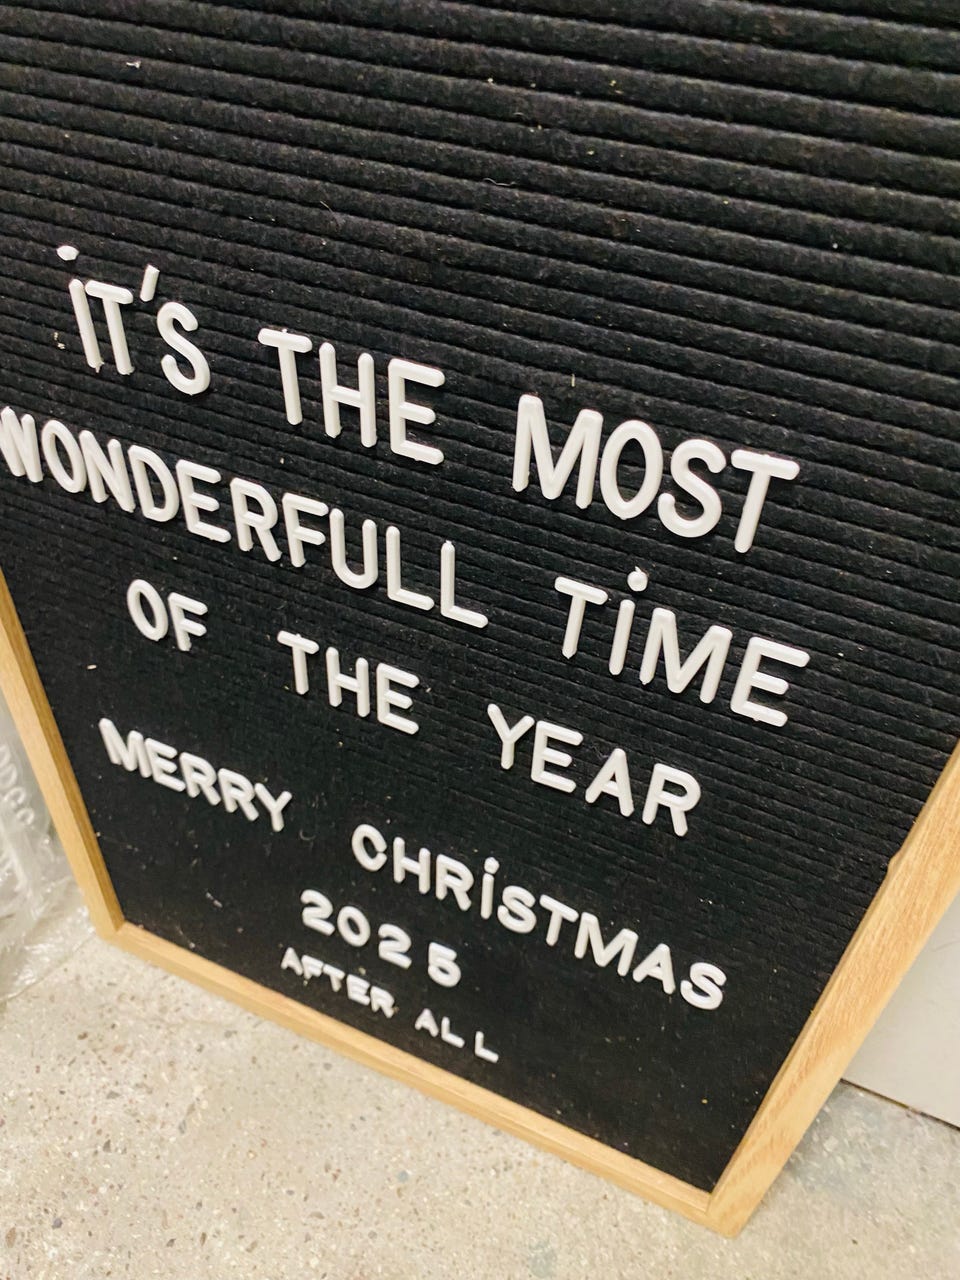 iT'S THE MOST
WONDERFULL TiME
OF THE YEAR
MERRY CHRiSTMAS
2025
AFTER ALL